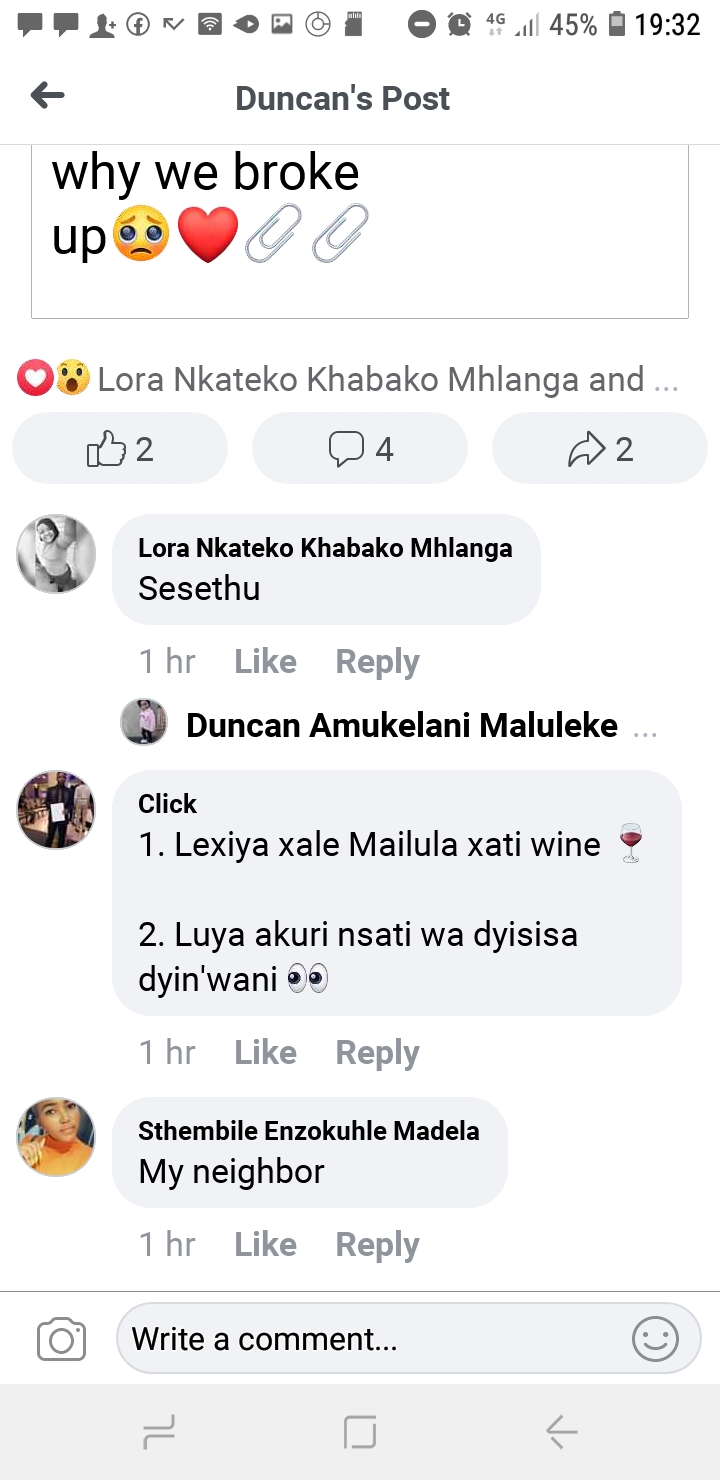 4G 45% 19:32
Duncan's Post
why we broke
up🥺❤️📎📎
Lora Nkateko Khabako Mhlanga and ...
2 4 2
Lora Nkateko Khabako Mhlanga
Sesethu
1 hr Like Reply
Duncan Amukelani Maluleke ...
Click
1. Lexiya xale Mailula xati wine 🍷
2. Luya akuri nsati wa dyisisa
dyin'wani 👀
1 hr Like Reply
Sthembile Enzokuhle Madela
My neighbor
1 hr Like Reply
Write a comment...